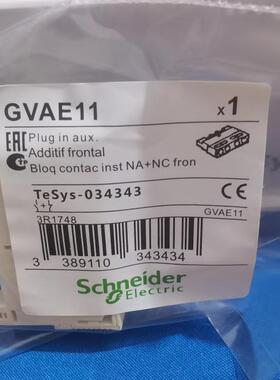 GVAE11
x1
EAC
Plug in aux.
Additif frontal
Bloq contac inst NA+NC fron
TeSys-034343
CE
3R1748
GVAE11
3 389110 343434
Schneider
Electric